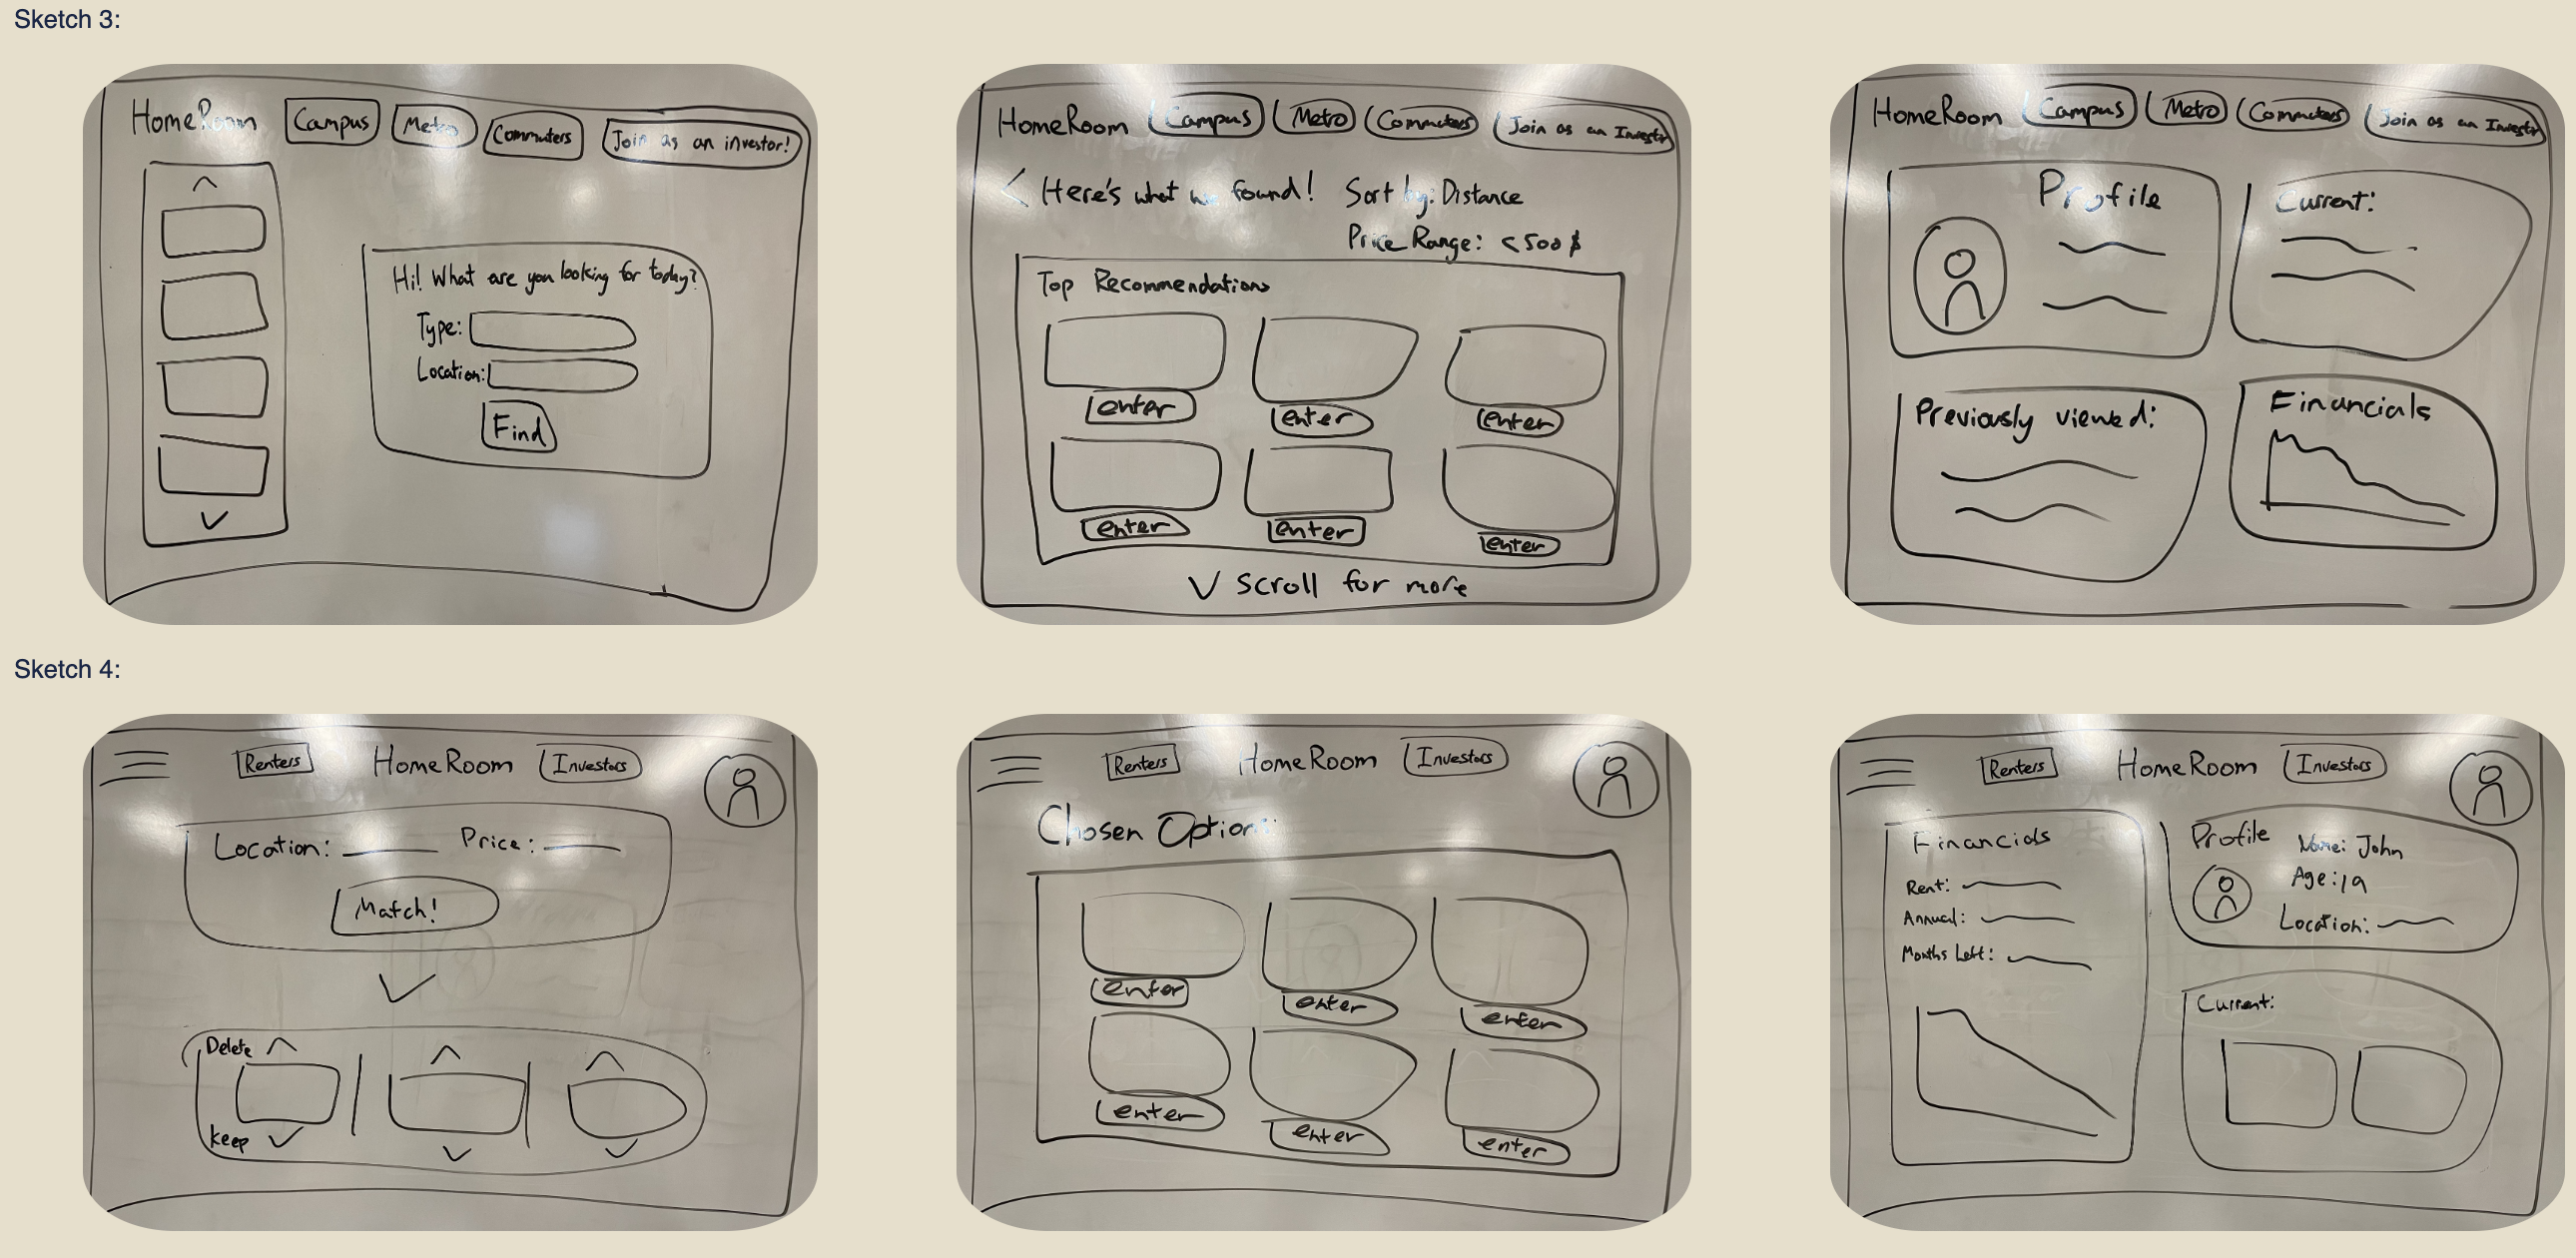 Sketch 3:
HomeRoom Campus Metro Commuters Join as an investor!
Hi! What are you looking for today?
Type:
Location:
Find
HomeRoom Campus Metro Commuters Join as an Investor
< Here's what we found! Sort by: Distance
Price Range: <500$
Top Recommendations
enter enter enter
enter enter enter
Scroll for more
HomeRoom Campus Metro Commuters Join as an Investor
Profile
Current:
Previously viewed:
Financials
Sketch 4:
Renters HomeRoom Investors
Location: Price:
Match!
Delete
keep
Renters HomeRoom Investors
Chosen Option
enter enter enter
enter enter enter
Renters HomeRoom Investors
Financials
Rent:
Annual:
Months Left:
Profile Name: John
Age: 19
Location:
Current: